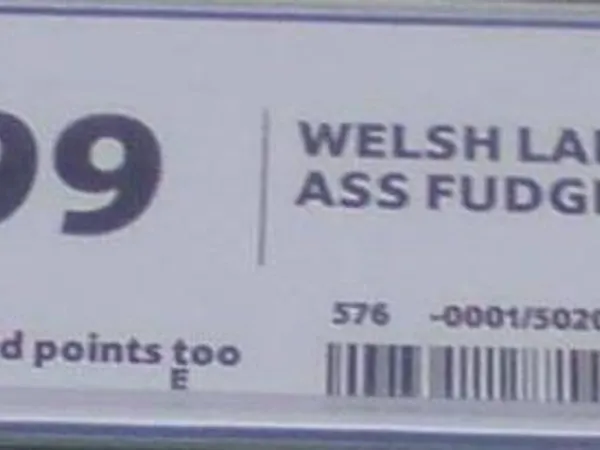 99
WELSH LA
ASS FUDG
576 -0001/5020
d points too
E